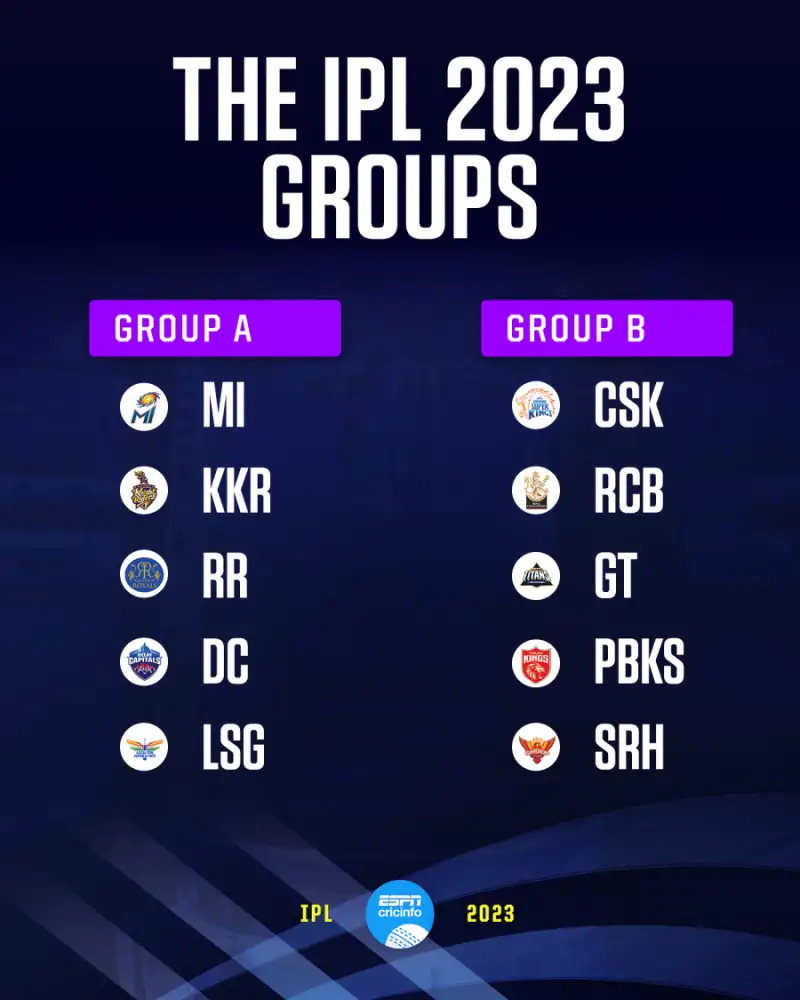 THE IPL 2023
GROUPS
GROUP A
MI
KKR
RR
DC
LSG
GROUP B
CSK
RCB
GT
PBKS
SRH
IPL
ESPN
cricinfo
2023